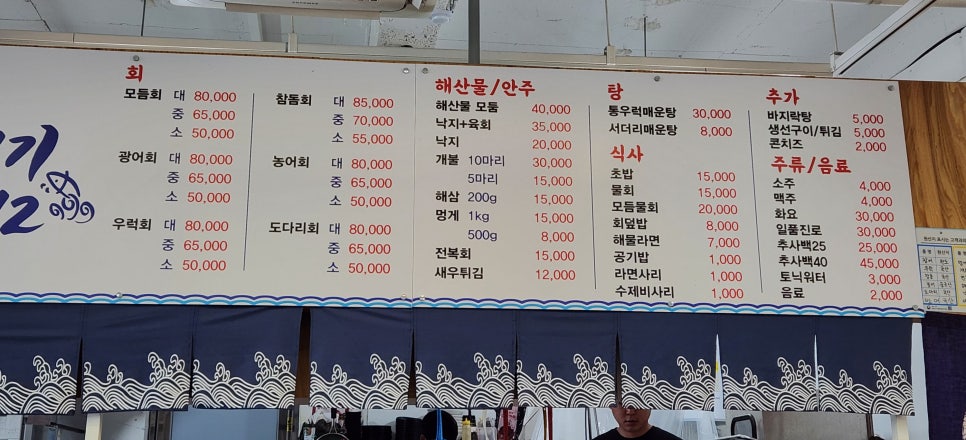 기
12
회
모듬회 대 80,000
중 65,000
소 50,000
광어회 대 80,000
중 65,000
소 50,000
우럭회 대 80,000
중 65,000
소 50,000
참돔회 대 85,000
중 70,000
소 55,000
농어회 대 80,000
중 65,000
소 50,000
도다리회 대 80,000
중 65,000
소 50,000
해산물/안주
해산물 모둠 40,000
낙지+육회 35,000
낙지 20,000
개불 10마리 30,000
5마리 15,000
해삼 200g 15,000
멍게 1kg 15,000
500g 8,000
전복회 15,000
새우튀김 12,000
탕
통우럭매운탕 30,000
서더리매운탕 8,000
식사
초밥 15,000
물회 15,000
모듬물회 20,000
회덮밥 8,000
해물라면 7,000
공기밥 1,000
라면사리 1,000
수제비사리 1,000
추가
바지락탕 5,000
생선구이/튀김 5,000
콘치즈 2,000
주류/음료
소주 4,000
맥주 4,000
화요 30,000
일품진로 30,000
추사백25 25,000
추사백40 45,000
토닉워터 3,000
음료 2,000